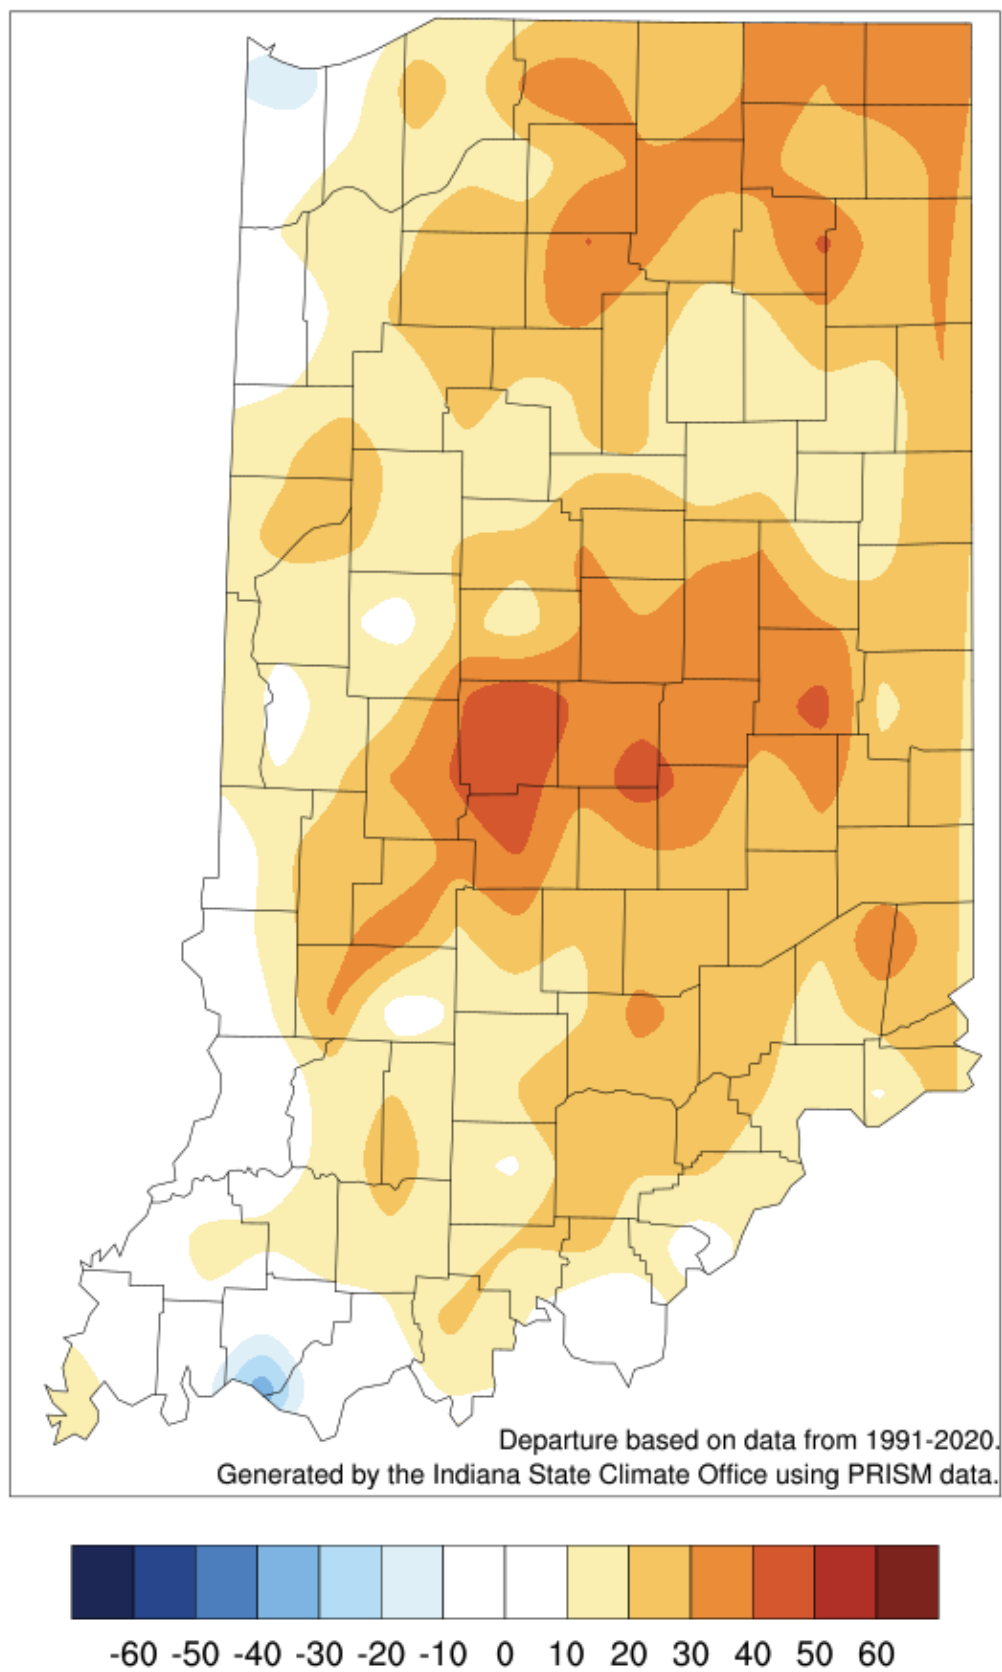 Departure based on data from 1991-2020.
Generated by the Indiana State Climate Office using PRISM data.
-60 -50 -40 -30 -20 -10 0 10 20 30 40 50 60